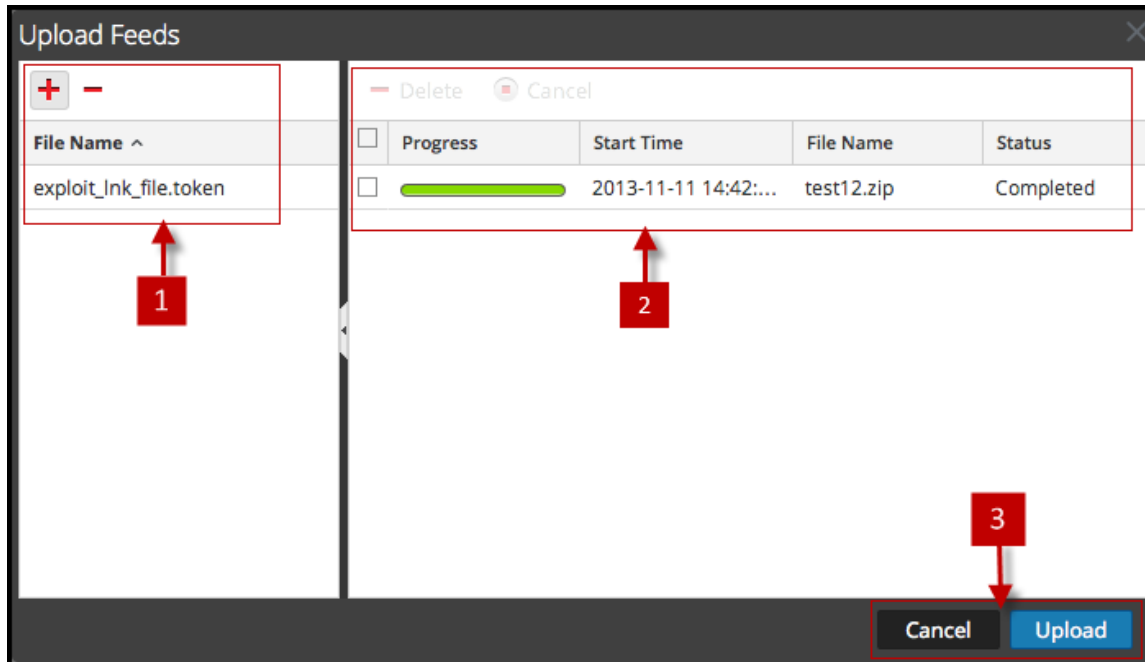 Upload Feeds
Delete Cancel
File Name
exploit_lnk_file.token
Progress Start Time File Name Status
2013-11-11 14:42:... test12.zip Completed
1
2
3
Cancel Upload